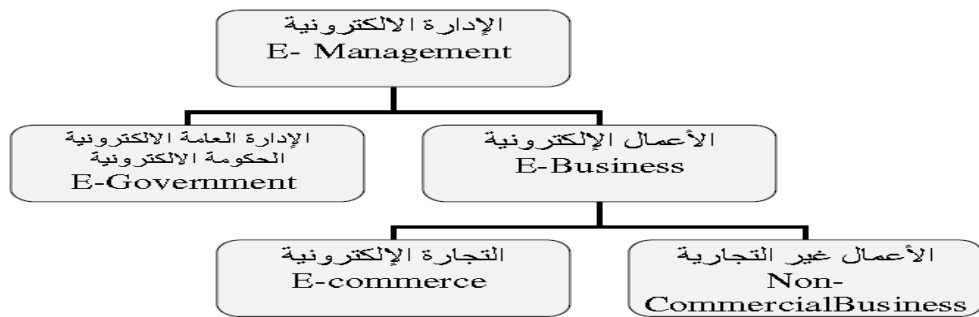 الإدارة الالكترونية
E- Management
الإدارة العامة الالكترونية
الحكومة الالكترونية
E-Government
الأعمال الإلكترونية
E-Business
التجارة الإلكترونية
E-commerce
الأعمال غير التجارية
Non-
CommercialBusiness